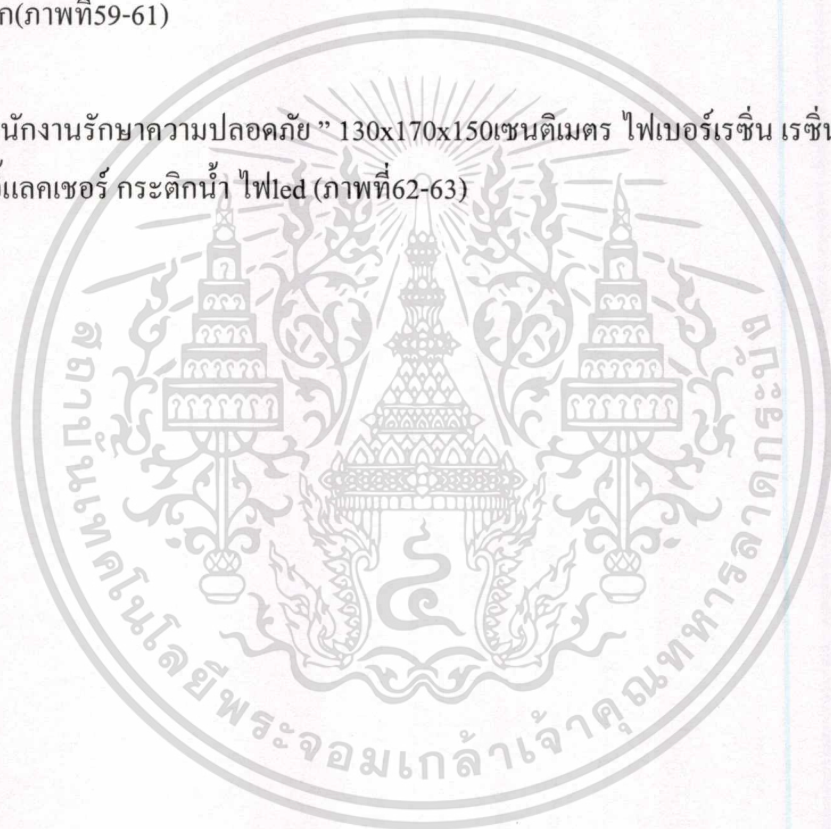 ก(ภาพที่59-61)
นักงานรักษาความปลอดภัย ” 130x170x150เซนติเมตร ไฟเบอร์เรซิ่น เรซิ่น
แลคเชอร์ กระติกน้ำ ไฟled (ภาพที่62-63)
สถาบันเทคโนโลยีพระจอมเกล้าเจ้าคุณทหารลาดกระบัง